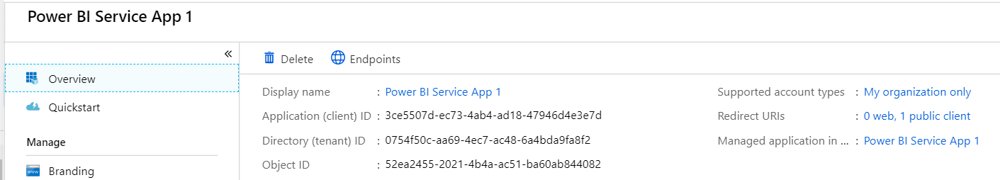 Power BI Service App 1
«
Overview
Quickstart
Manage
Branding
Delete Endpoints
Display name : Power BI Service App 1
Application (client) ID : 3ce5507d-ec73-4ab4-ad18-47946d4e3e7d
Directory (tenant) ID : 0754f50c-aa69-4ec7-ac48-6a4bda9fa8f2
Object ID : 52ea2455-2021-4b4a-ac51-ba60ab844082
Supported account types : My organization only
Redirect URIs : 0 web, 1 public client
Managed application in ... : Power BI Service App 1